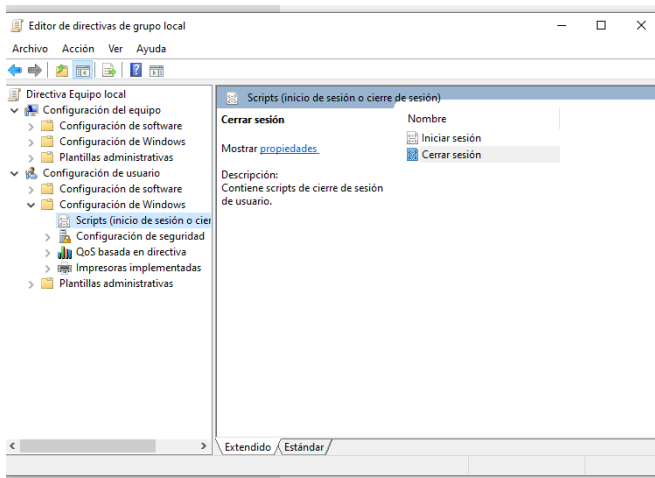 Editor de directivas de grupo local
Archivo Acción Ver Ayuda
Directiva Equipo local
Configuración del equipo
Configuración de software
Configuración de Windows
Plantillas administrativas
Configuración de usuario
Configuración de software
Configuración de Windows
Scripts (inicio de sesión o cier
Configuración de seguridad
QoS basada en directiva
Impresoras implementadas
Plantillas administrativas
Scripts (inicio de sesión o cierre de sesión)
Cerrar sesión
Mostrar propiedades
Descripción:
Contiene scripts de cierre de sesión
de usuario.
Nombre
Iniciar sesión
Cerrar sesión
Extendido Estándar